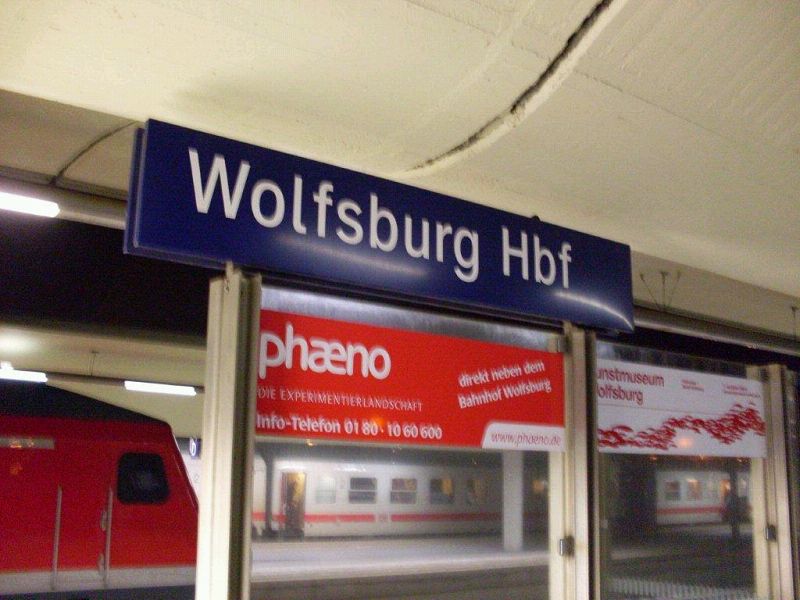 Wolfsburg Hbf
phæno
DIE EXPERIMENTIERLANDSCHAFT
Info-Telefon 01 80 · 10 60 600
direkt neben dem
Bahnhof Wolfsburg
www.phaeno.de
unstmuseum
olfsburg